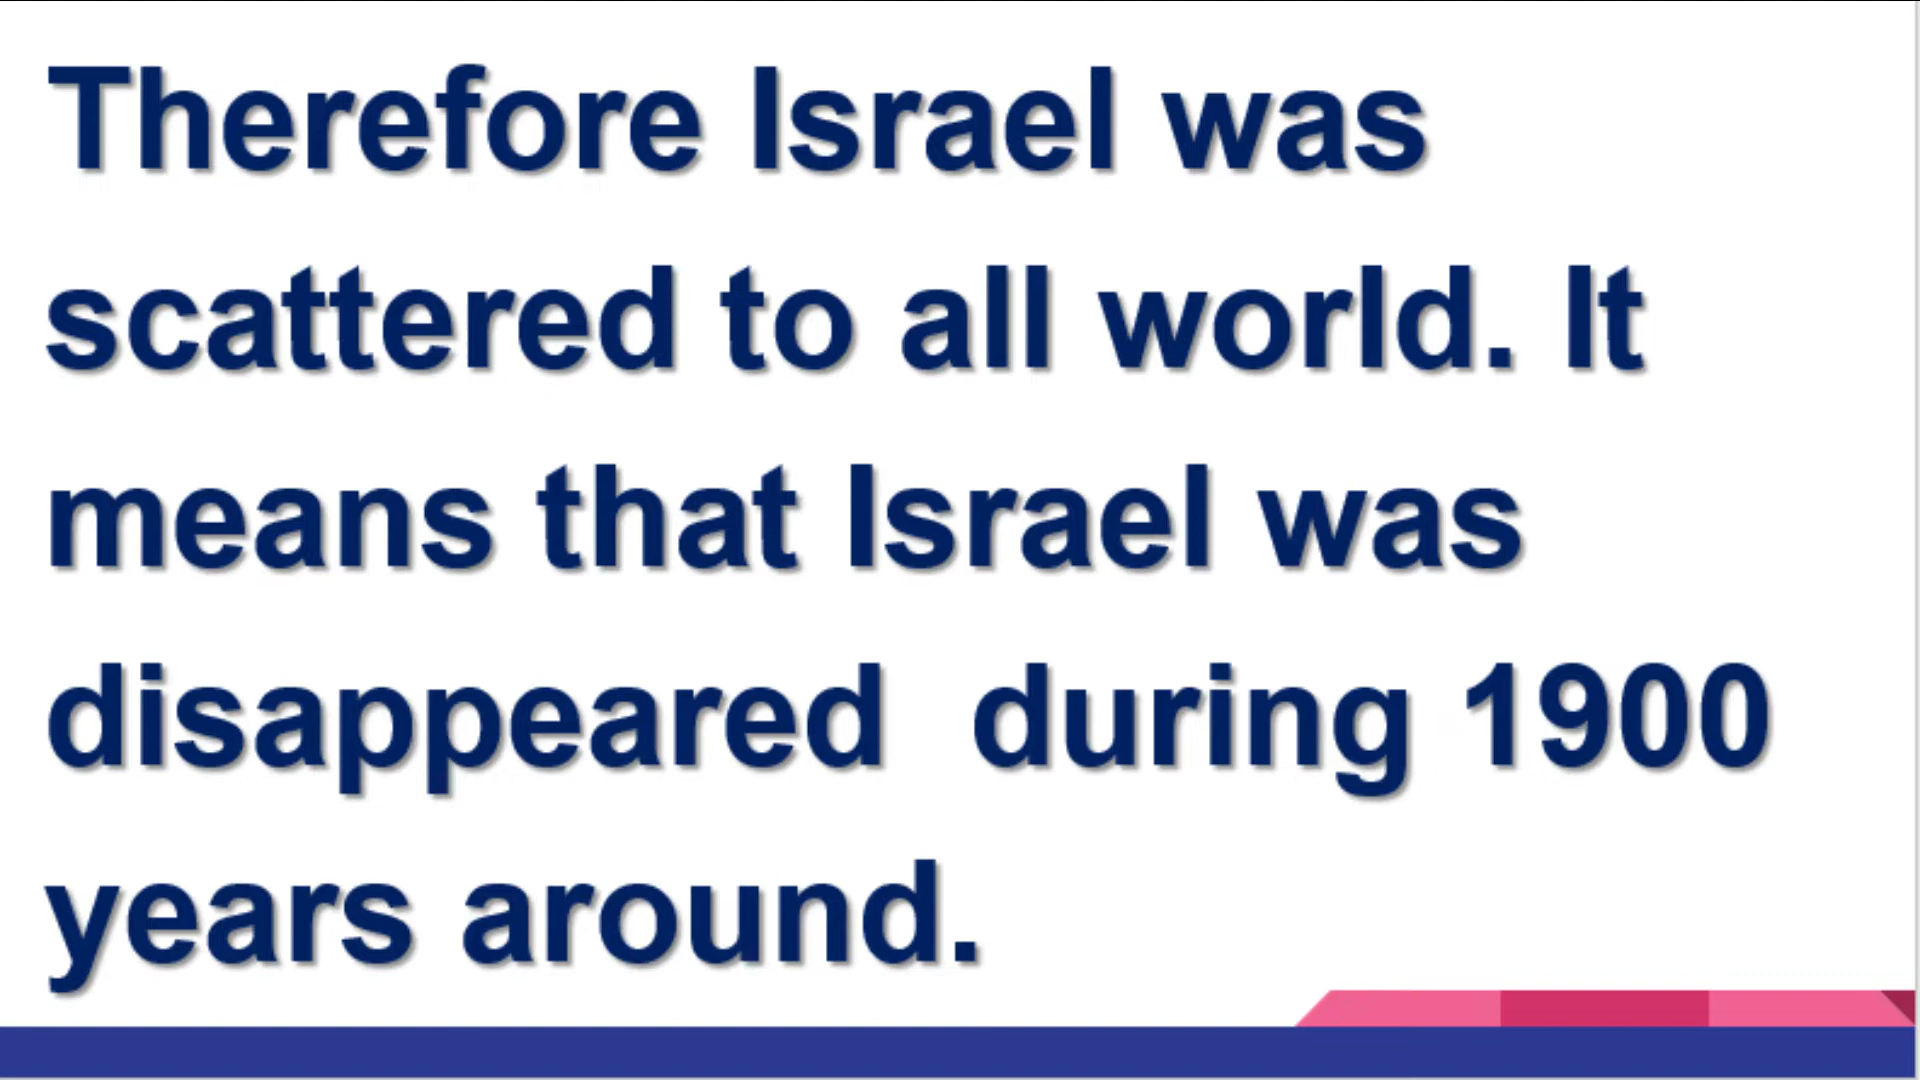 Therefore Israel was
scattered to all world. It
means that Israel was
disappeared  during 1900
years around.